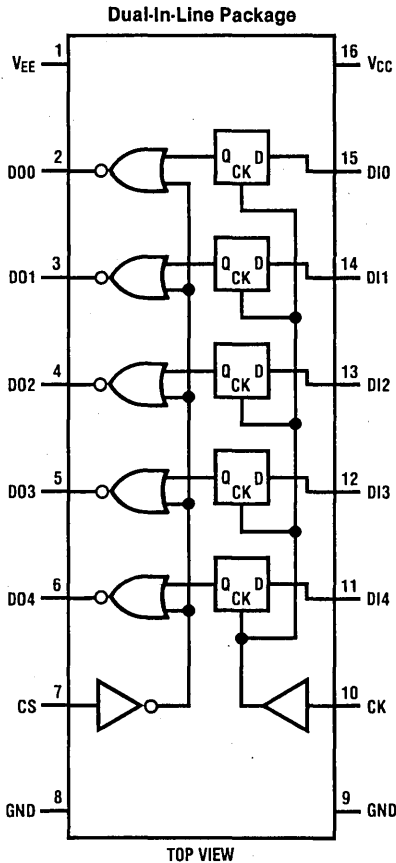 Dual-In-Line Package
1 16
VEE VCC
2 Q D 15
DO0 CK DI0
3 Q D 14
DO1 CK DI1
4 Q D 13
DO2 CK DI2
5 Q D 12
DO3 CK DI3
6 Q D 11
DO4 CK DI4
7 10
CS CK
8 9
GND GND
TOP VIEW